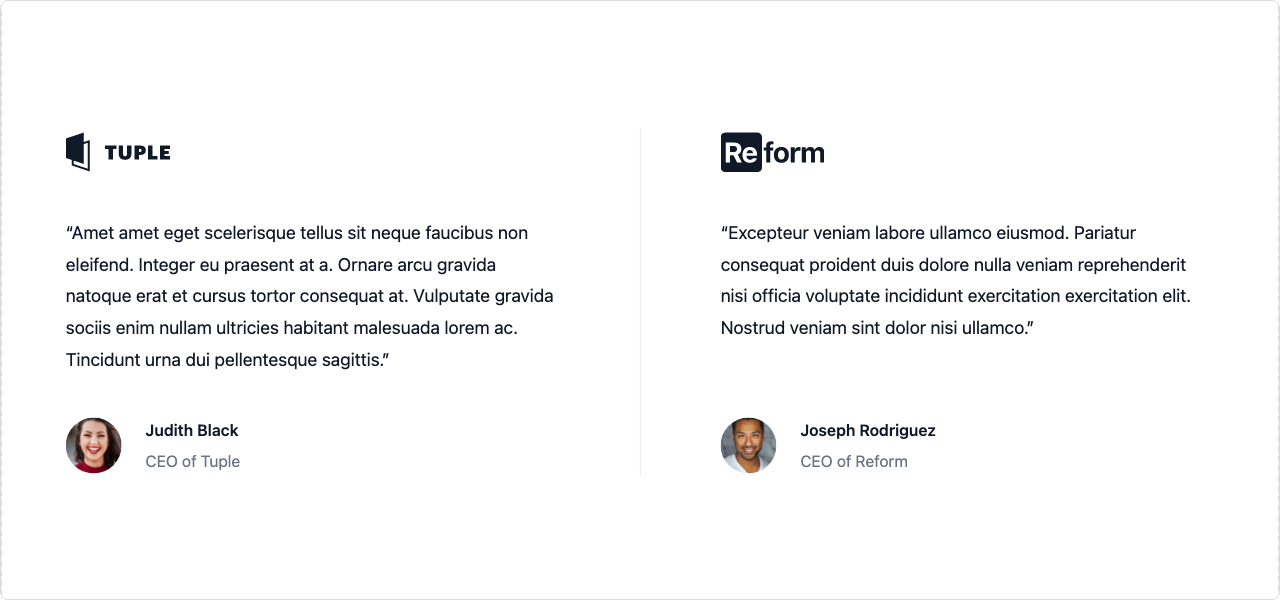 TUPLE
“Amet amet eget scelerisque tellus sit neque faucibus non
eleifend. Integer eu praesent at a. Ornare arcu gravida
natoque erat et cursus tortor consequat at. Vulputate gravida
sociis enim nullam ultricies habitant malesuada lorem ac.
Tincidunt urna dui pellentesque sagittis.”
Judith Black
CEO of Tuple
Reform
“Excepteur veniam labore ullamco eiusmod. Pariatur
consequat proident duis dolore nulla veniam reprehenderit
nisi officia voluptate incididunt exercitation exercitation elit.
Nostrud veniam sint dolor nisi ullamco.”
Joseph Rodriguez
CEO of Reform